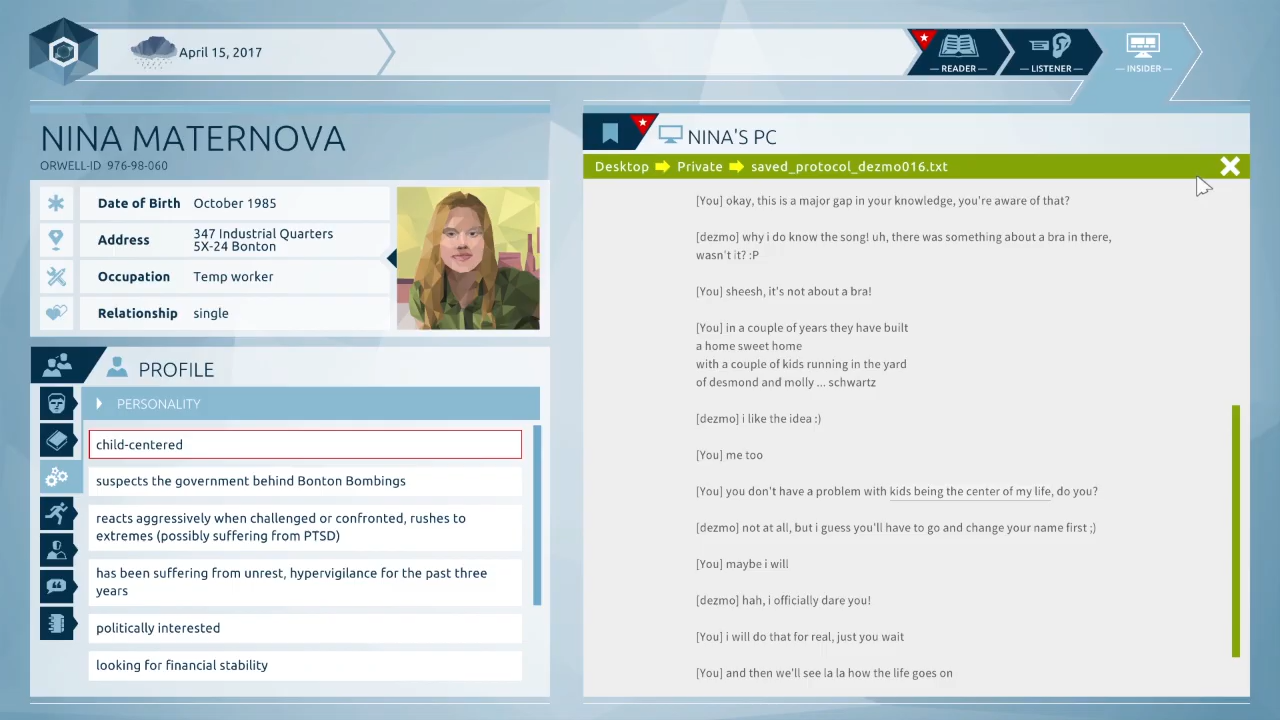 April 15, 2017
— READER —
— LISTENER —
— INSIDER —
NINA MATERNOVA
ORWELL-ID 976-98-060
Date of Birth October 1985
Address 347 Industrial Quarters
5X-24 Bonton
Occupation Temp worker
Relationship single
PROFILE
PERSONALITY
child-centered
suspects the government behind Bonton Bombings
reacts aggressively when challenged or confronted, rushes to
extremes (possibly suffering from PTSD)
has been suffering from unrest, hypervigilance for the past three
years
politically interested
looking for financial stability
NINA'S PC
Desktop Private saved_protocol_dezmo016.txt
[You] okay, this is a major gap in your knowledge, you're aware of that?
[dezmo] why i do know the song! uh, there was something about a bra in there,
wasn't it? :P
[You] sheesh, it's not about a bra!
[You] in a couple of years they have built
a home sweet home
with a couple of kids running in the yard
of desmond and molly ... schwartz
[dezmo] i like the idea :)
[You] me too
[You] you don't have a problem with kids being the center of my life, do you?
[dezmo] not at all, but i guess you'll have to go and change your name first ;)
[You] maybe i will
[dezmo] hah, i officially dare you!
[You] i will do that for real, just you wait
[You] and then we'll see la la how the life goes on